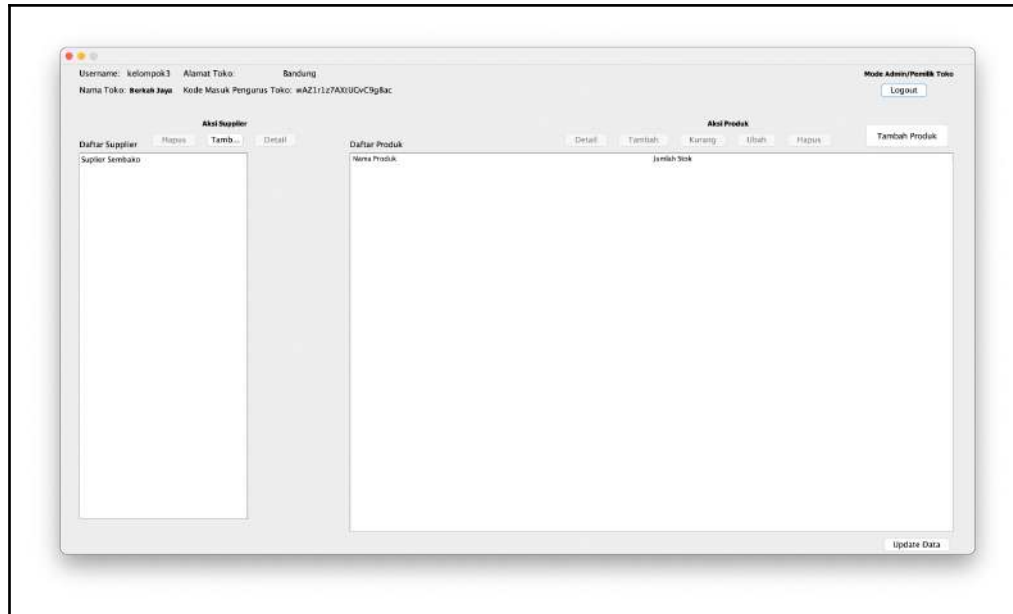 Username: kelompok3 Alamat Toko: Bandung Mode Admin/Pemilik Toko
Nama Toko: Berkah Jaya Kode Masuk Pengurus Toko: Logout
Aksi Supplier Aksi Produk
Daftar Supplier Hapus Tamb... Detail Daftar Produk Detail Tambah Kurang Ubah Hapus Tambah Produk
Suplier Sembako Nama Produk Jumlah Stok
Update Data